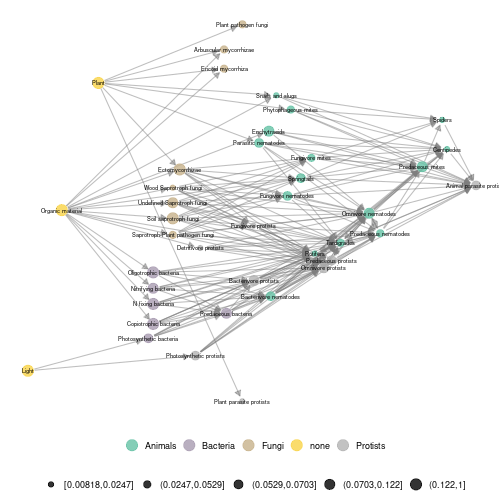 Plant pathogen fungi
Arbuscular mycorrhizae
Ericoid mycorrhiza
Plant
Snails and slugs
Phytophagous mites
Spiders
Enchytraeids
Parasitic nematodes
Centipedes
Fungivore mites
Predaceous mites
Ectomycorrhizae
Springtails
Animal parasite protists
Wood Saprotroph fungi
Fungivore nematodes
Organic material
Soil saprotroph fungi
Omnivore nematodes
Fungivore protists
Saprotroph-Plant pathogen fungi
Predaceous nematodes
Tardigrades
Detritivore protists
Rotifers
Predaceous protists
Omnivore protists
Oligotrophic bacteria
Bacterivore protists
Nitrifying bacteria
Bacterivore nematodes
N fixing bacteria
Predaceous bacteria
Copiotrophic bacteria
Photosynthetic bacteria
Photosynthetic protists
Light
Plant parasite protists
Animals Bacteria Fungi none Protists
[0.00818,0.0247] (0.0247,0.0529] (0.0529,0.0703] (0.0703,0.122] (0.122,1]